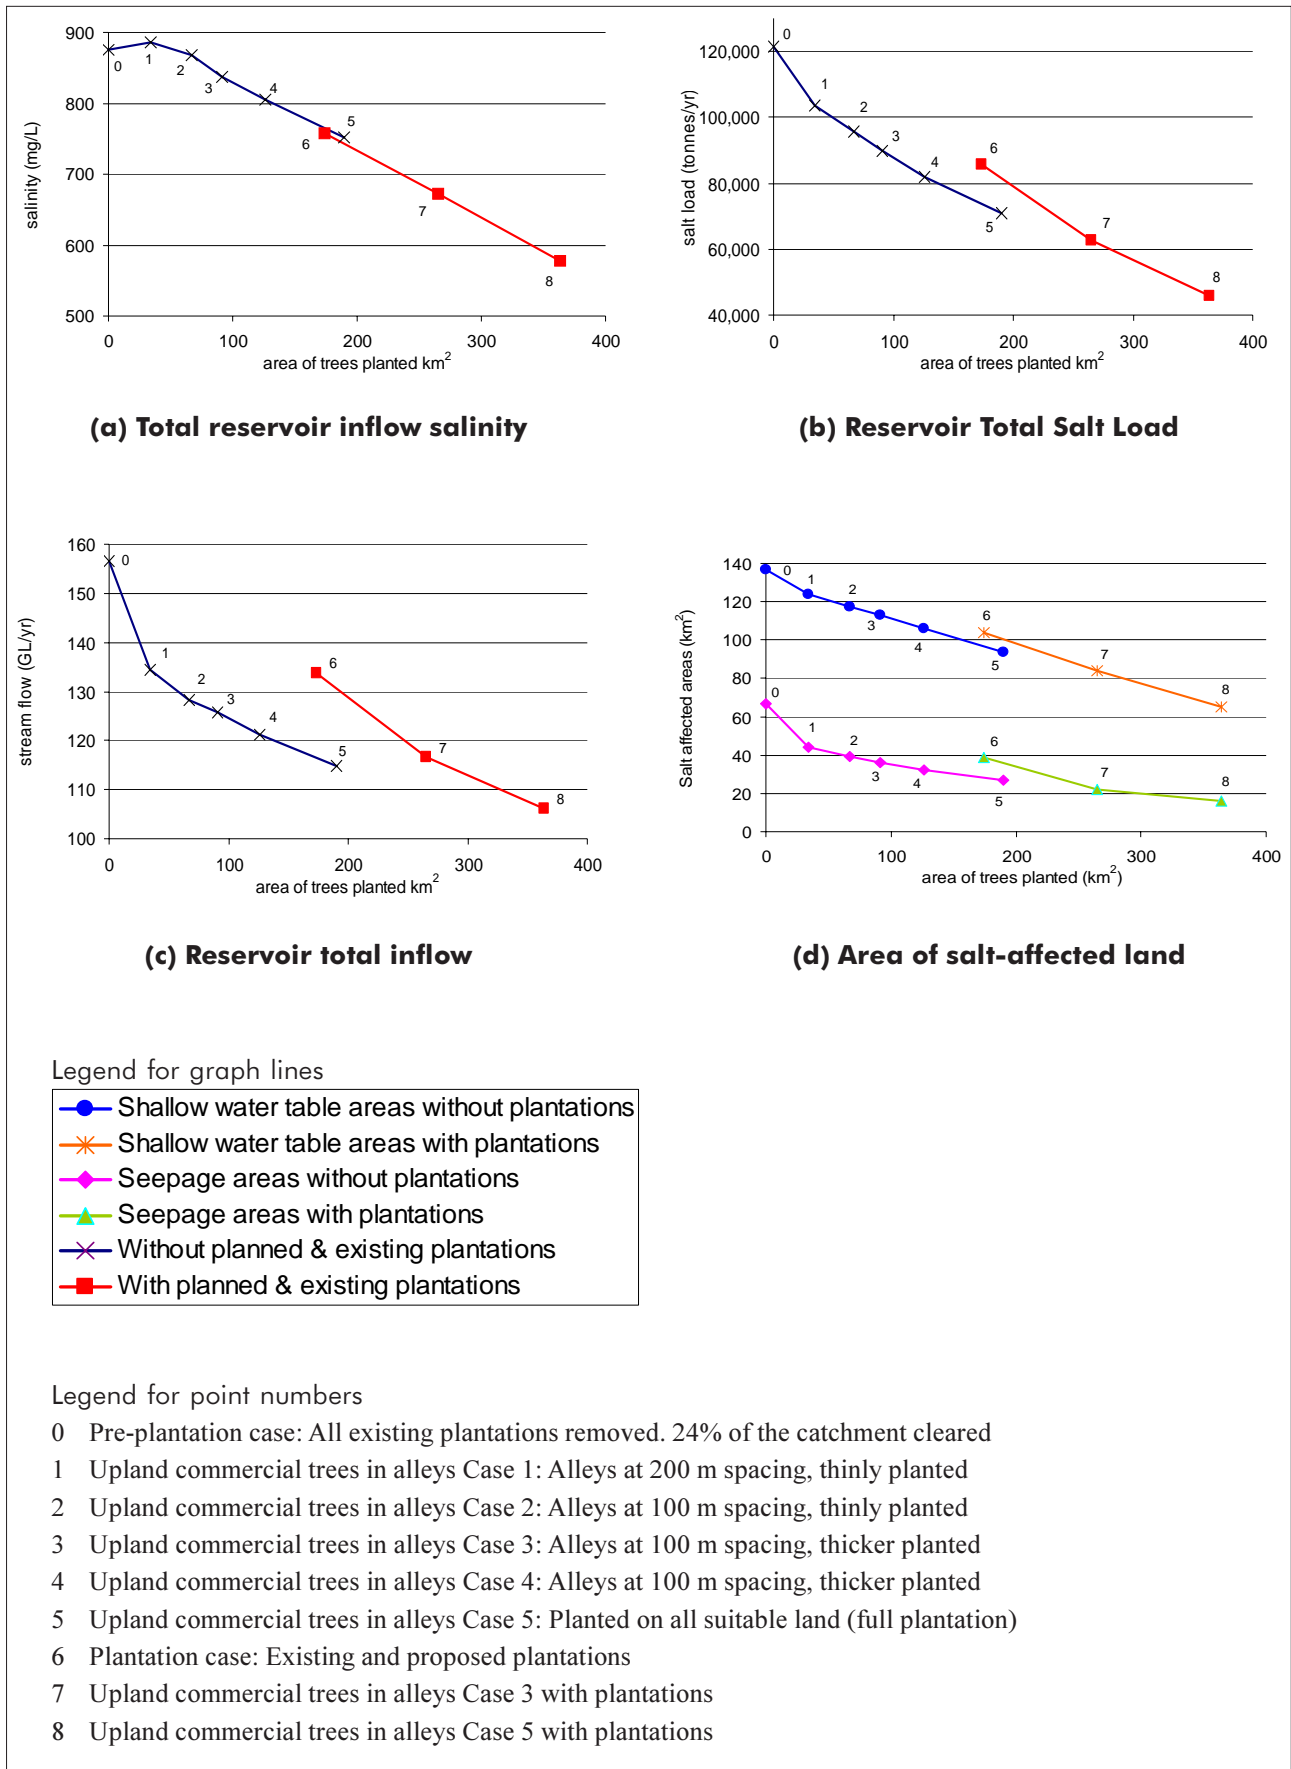 900
800
700
600
500
salinity (mg/L)
0
1
2
3
4
5
6
7
8
0 100 200 300 400
area of trees planted km²
(a) Total reservoir inflow salinity
120,000
100,000
80,000
60,000
40,000
salt load (tonnes/yr)
0
1
2
3
4
5
6
7
8
0 100 200 300 400
area of trees planted km²
(b) Reservoir Total Salt Load
160
150
140
130
120
110
100
stream flow (GL/yr)
0
1
2
3
4
5
6
7
8
0 100 200 300 400
area of trees planted km²
(c) Reservoir total inflow
140
120
100
80
60
40
20
0
Salt affected areas (km²)
0
1
2
3
4
5
6
7
8
0
1
2
3
4
5
6
7
8
0 100 200 300 400
area of trees planted (km²)
(d) Area of salt-affected land
Legend for graph lines
Shallow water table areas without plantations
Shallow water table areas with plantations
Seepage areas without plantations
Seepage areas with plantations
Without planned & existing plantations
With planned & existing plantations
Legend for point numbers
0 Pre-plantation case: All existing plantations removed. 24% of the catchment cleared
1 Upland commercial trees in alleys Case 1: Alleys at 200 m spacing, thinly planted
2 Upland commercial trees in alleys Case 2: Alleys at 100 m spacing, thinly planted
3 Upland commercial trees in alleys Case 3: Alleys at 100 m spacing, thicker planted
4 Upland commercial trees in alleys Case 4: Alleys at 100 m spacing, thicker planted
5 Upland commercial trees in alleys Case 5: Planted on all suitable land (full plantation)
6 Plantation case: Existing and proposed plantations
7 Upland commercial trees in alleys Case 3 with plantations
8 Upland commercial trees in alleys Case 5 with plantations